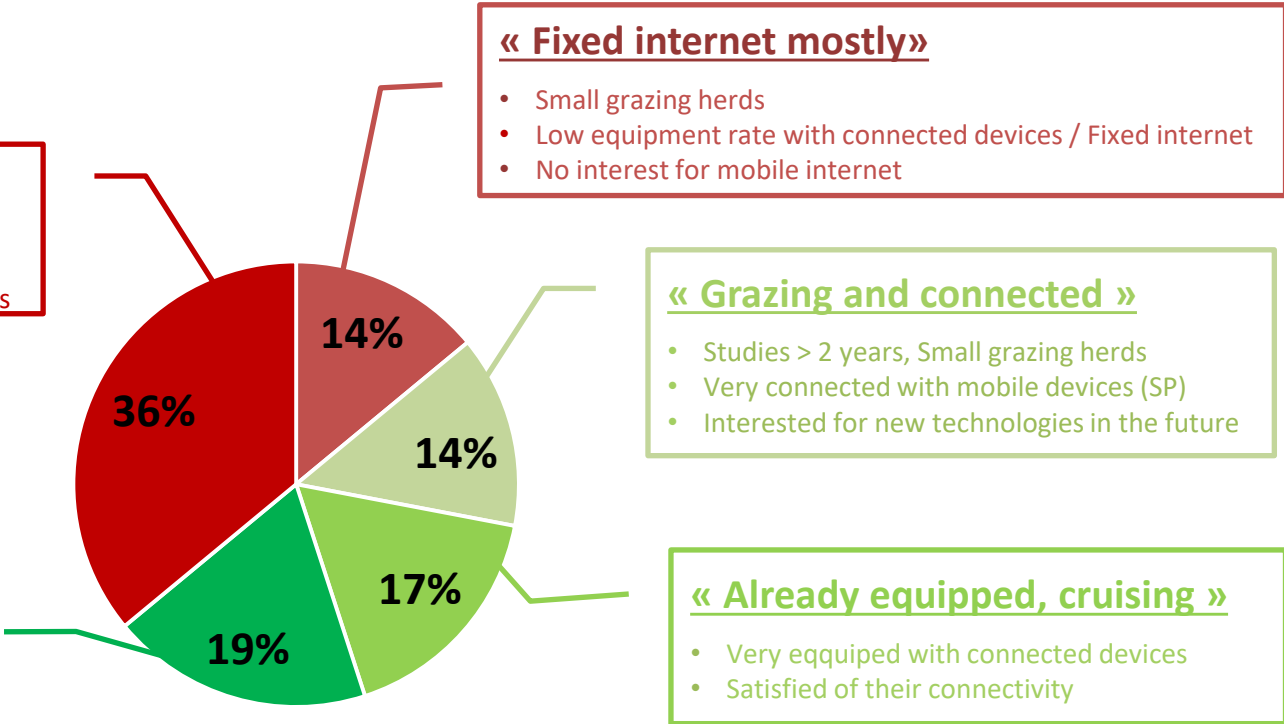 « Fixed internet mostly»
• Small grazing herds
• Low equipment rate with connected devices / Fixed internet
• No interest for mobile internet
s
« Grazing and connected »
• Studies > 2 years, Small grazing herds
• Very connected with mobile devices (SP)
• Interested for new technologies in the future
14%
36%
14%
17%
19%
« Already equipped, cruising »
• Very eqquiped with connected devices
• Satisfied of their connectivity